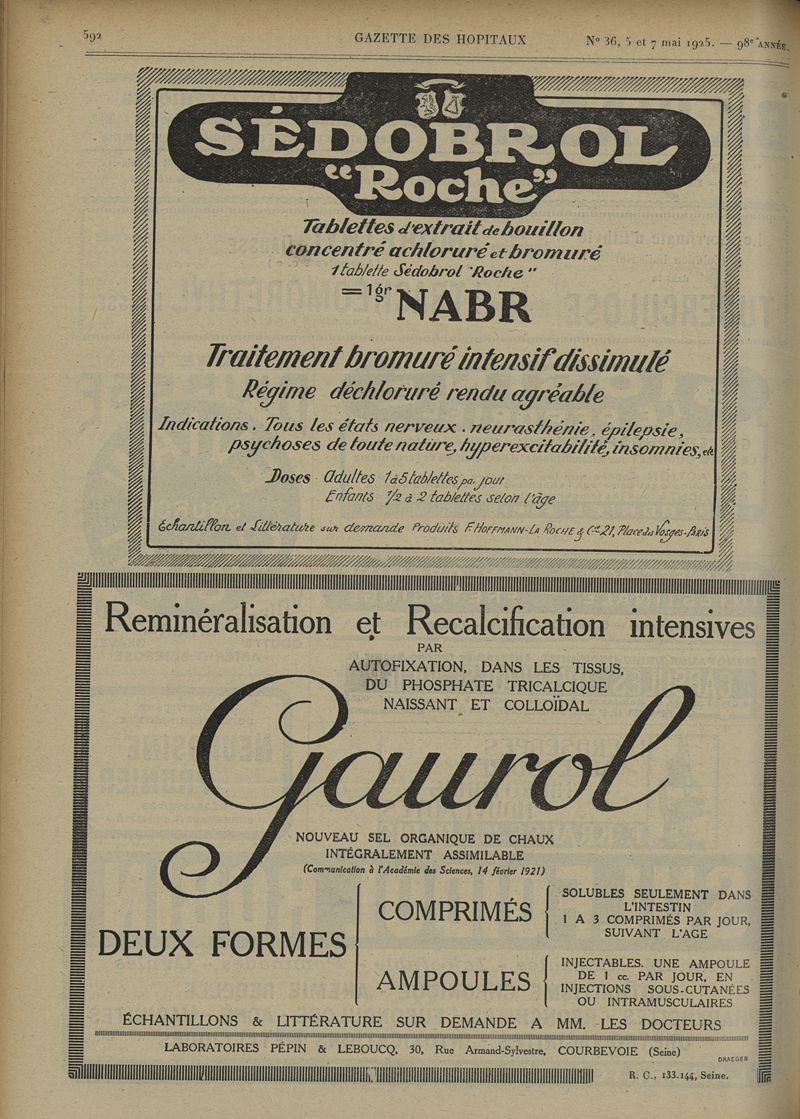 592
GAZETTE DES HOPITAUX
N° 36, 5 et 7 mai 1925. — 98e ANNÉE.
SÉDOBROL
"Roche"
Tablettes d'extrait de bouillon
concentré achloruré et bromuré
1 tablette Sédobrol "Roche"
= 1gr NABR
Traitement bromuré intensif dissimulé
Régime déchloruré rendu agréable
Indications. Tous les états nerveux. neurasthénie, épilepsie,
psychoses de toute nature, hyperexcitabilité, insomnies, etc
Doses Adultes 1 à 5 tablettes par jour
Enfants 1/2 à 2 tablettes selon l'âge
Échantillon et Littérature sur demande Produits F. HOFFMANN-LA ROCHE & Cie 21, Place des Vosges-PARIS
Reminéralisation et Recalcification intensives
PAR
AUTOFIXATION, DANS LES TISSUS,
DU PHOSPHATE TRICALCIQUE
NAISSANT ET COLLOÏDAL
Gaurol
NOUVEAU SEL ORGANIQUE DE CHAUX
INTÉGRALEMENT ASSIMILABLE
(Communication à l'Académie des Sciences, 14 février 1921)
DEUX FORMES
COMPRIMÉS
SOLUBLES SEULEMENT DANS
L'INTESTIN
1 A 3 COMPRIMÉS PAR JOUR,
SUIVANT L'AGE
AMPOULES
INJECTABLES. UNE AMPOULE
DE 1 cc. PAR JOUR, EN
INJECTIONS SOUS-CUTANÉES
OU INTRAMUSCULAIRES
ÉCHANTILLONS & LITTÉRATURE SUR DEMANDE A MM. LES DOCTEURS
LABORATOIRES PÉPIN & LEBOUCQ, 30, Rue Armand-Sylvestre, COURBEVOIE (Seine)
DRAEGER
R. C., 133.144, Seine.